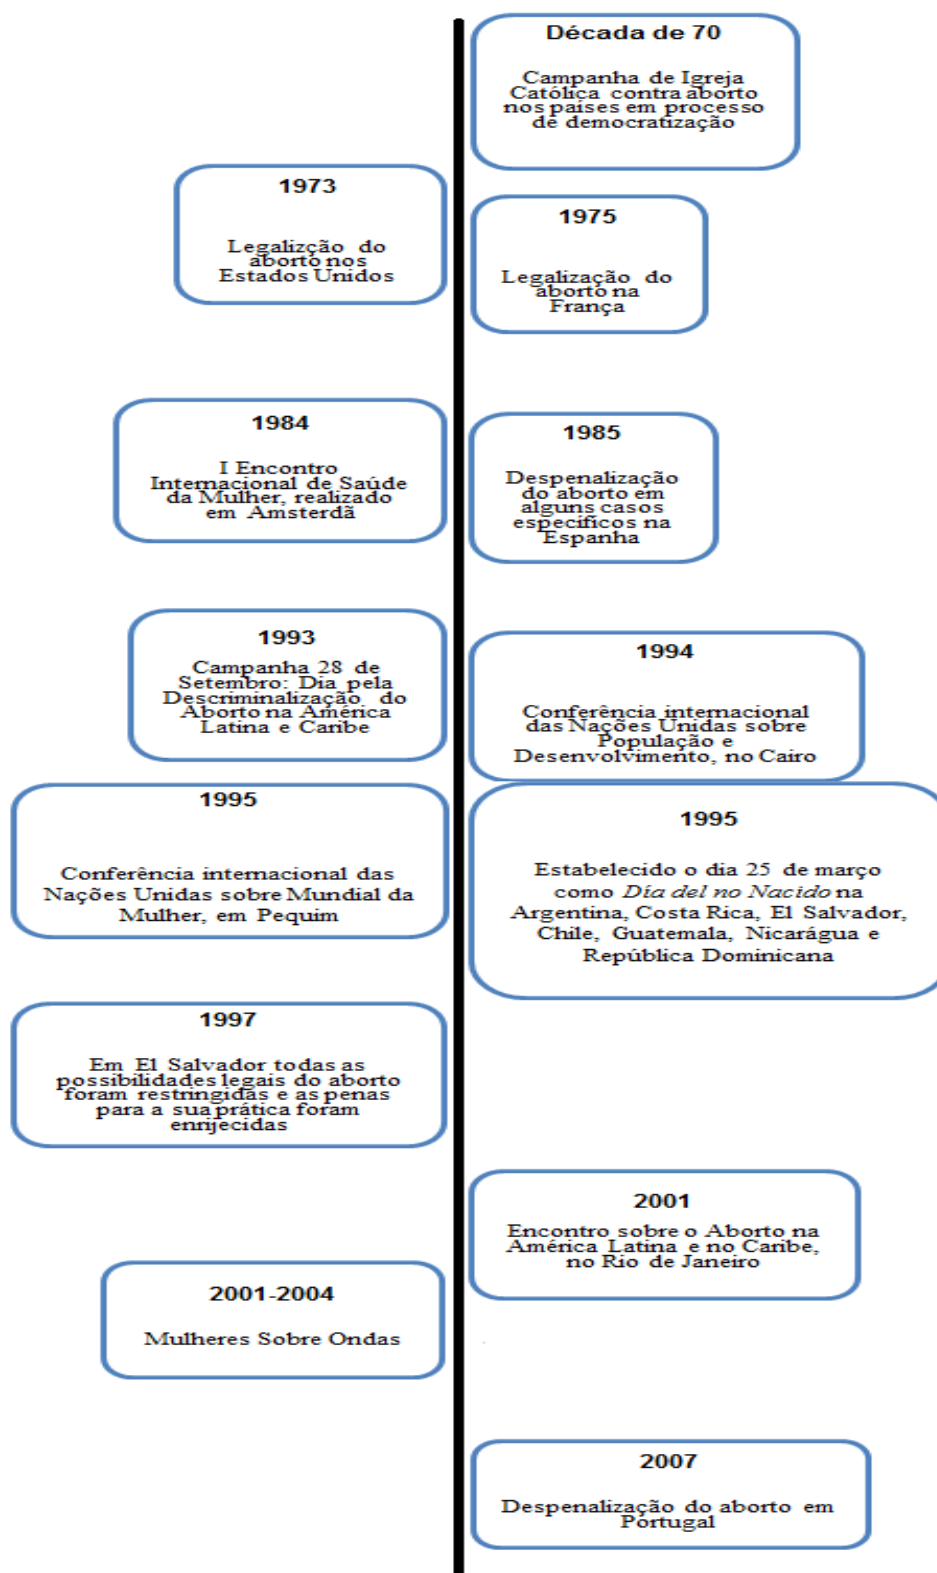 Década de 70
Campanha de Igreja
Católica contra aborto
nos países em processo
de democratização
1973
Legalizção do
aborto nos
Estados Unidos
1975
Legalização do
aborto na
França
1984
I Encontro
Internacional de Saúde
da Mulher, realizado
em Amsterdã
1985
Despenalização
do aborto em
alguns casos
específicos na
Espanha
1993
Campanha 28 de
Setembro: Dia pela
Descriminalização do
Aborto na América
Latina e Caribe
1994
Conferência internacional
das Nações Unidas sobre
População e
Desenvolvimento, no Cairo
1995
Conferência internacional das
Nações Unidas sobre Mundial da
Mulher, em Pequim
1995
Estabelecido o dia 25 de março
como Día del no Nacido na
Argentina, Costa Rica, El Salvador,
Chile, Guatemala, Nicarágua e
República Dominicana
1997
Em El Salvador todas as
possibilidades legais do aborto
foram restringidas e as penas
para a sua prática foram
enrijecidas
2001
Encontro sobre o Aborto na
América Latina e no Caribe,
no Rio de Janeiro
2001-2004
Mulheres Sobre Ondas
2007
Despenalização do aborto em
Portugal